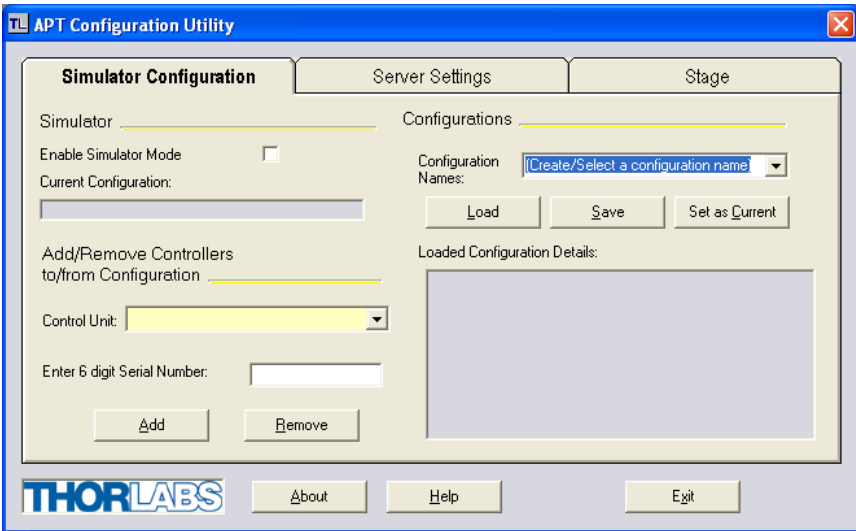 TL APT Configuration Utility
Simulator Configuration
Server Settings
Stage
Simulator
Enable Simulator Mode
Current Configuration:
Add/Remove Controllers
to/from Configuration
Control Unit:
Enter 6 digit Serial Number:
Add
Remove
Configurations
Configuration
Names:
(Create/Select a configuration name)
Load
Save
Set as Current
Loaded Configuration Details:
THORLABS
About
Help
Exit